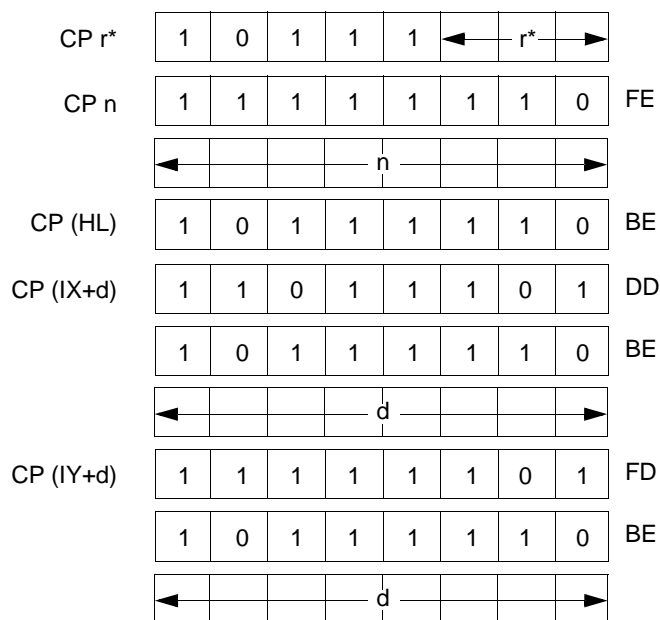 CP r* 1 0 1 1 1 r*
CP n 1 1 1 1 1 1 1 0 FE
n
CP (HL) 1 0 1 1 1 1 1 0 BE
CP (IX+d) 1 1 0 1 1 1 0 1 DD
1 0 1 1 1 1 1 0 BE
d
CP (IY+d) 1 1 1 1 1 1 0 1 FD
1 0 1 1 1 1 1 0 BE
d